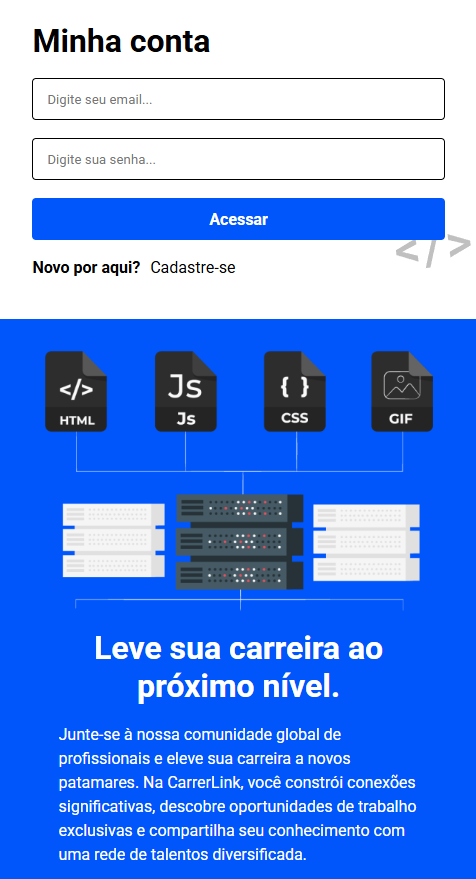 Minha conta
Digite seu email...
Digite sua senha...
Acessar
</>
Novo por aqui? Cadastre-se
</> Js { }
HTML Js CSS GIF
Leve sua carreira ao
próximo nível.
Junte-se à nossa comunidade global de
profissionais e eleve sua carreira a novos
patamares. Na CarrerLink, você constrói conexões
significativas, descobre oportunidades de trabalho
exclusivas e compartilha seu conhecimento com
uma rede de talentos diversificada.